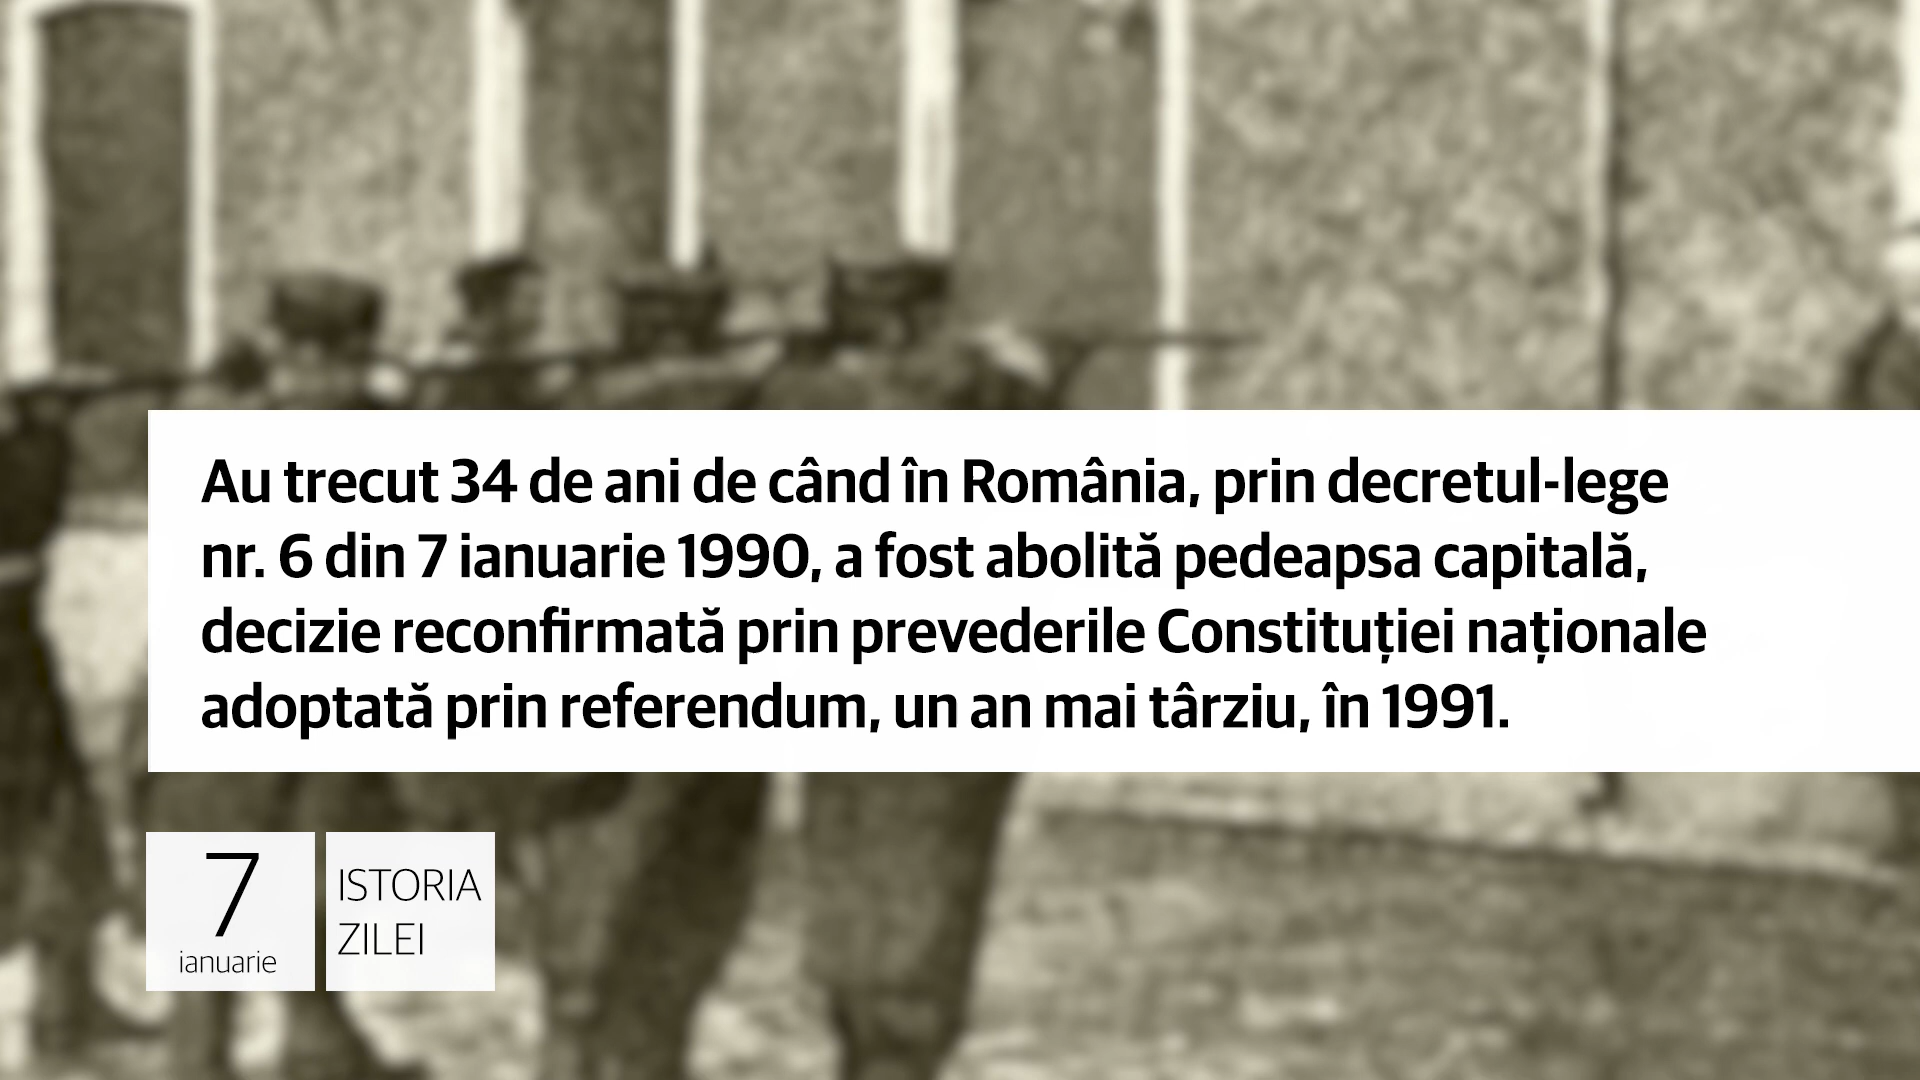 Au trecut 34 de ani de când în România, prin decretul-lege
nr. 6 din 7 ianuarie 1990, a fost abolită pedeapsa capitală,
decizie reconfirmată prin prevederile Constituției naționale
adoptată prin referendum, un an mai târziu, în 1991.
7
ianuarie
ISTORIA
ZILEI